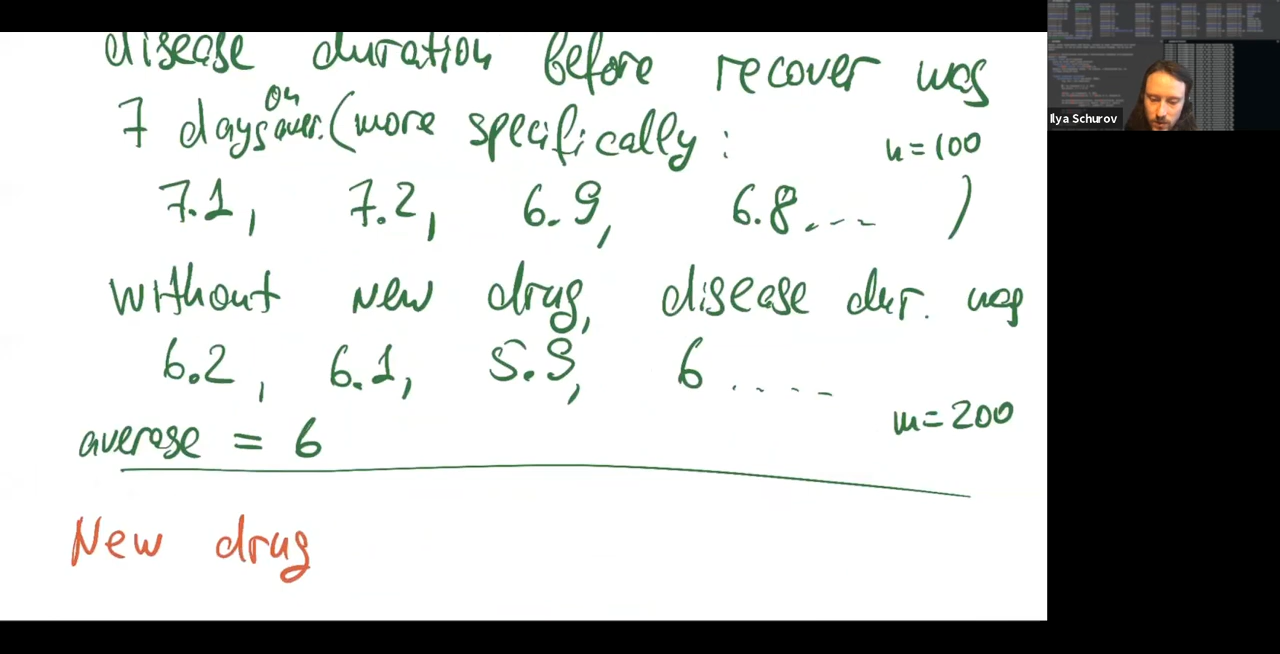 disease duration before recover was
on
7 days aver. (more specifically :
n=100
7.1, 7.2, 6.9, 6.8... )
without new drug, disease dur. was
6.2, 6.1, 5.9, 6 ....
m=200
average = 6
New drug
Ilya Schurov